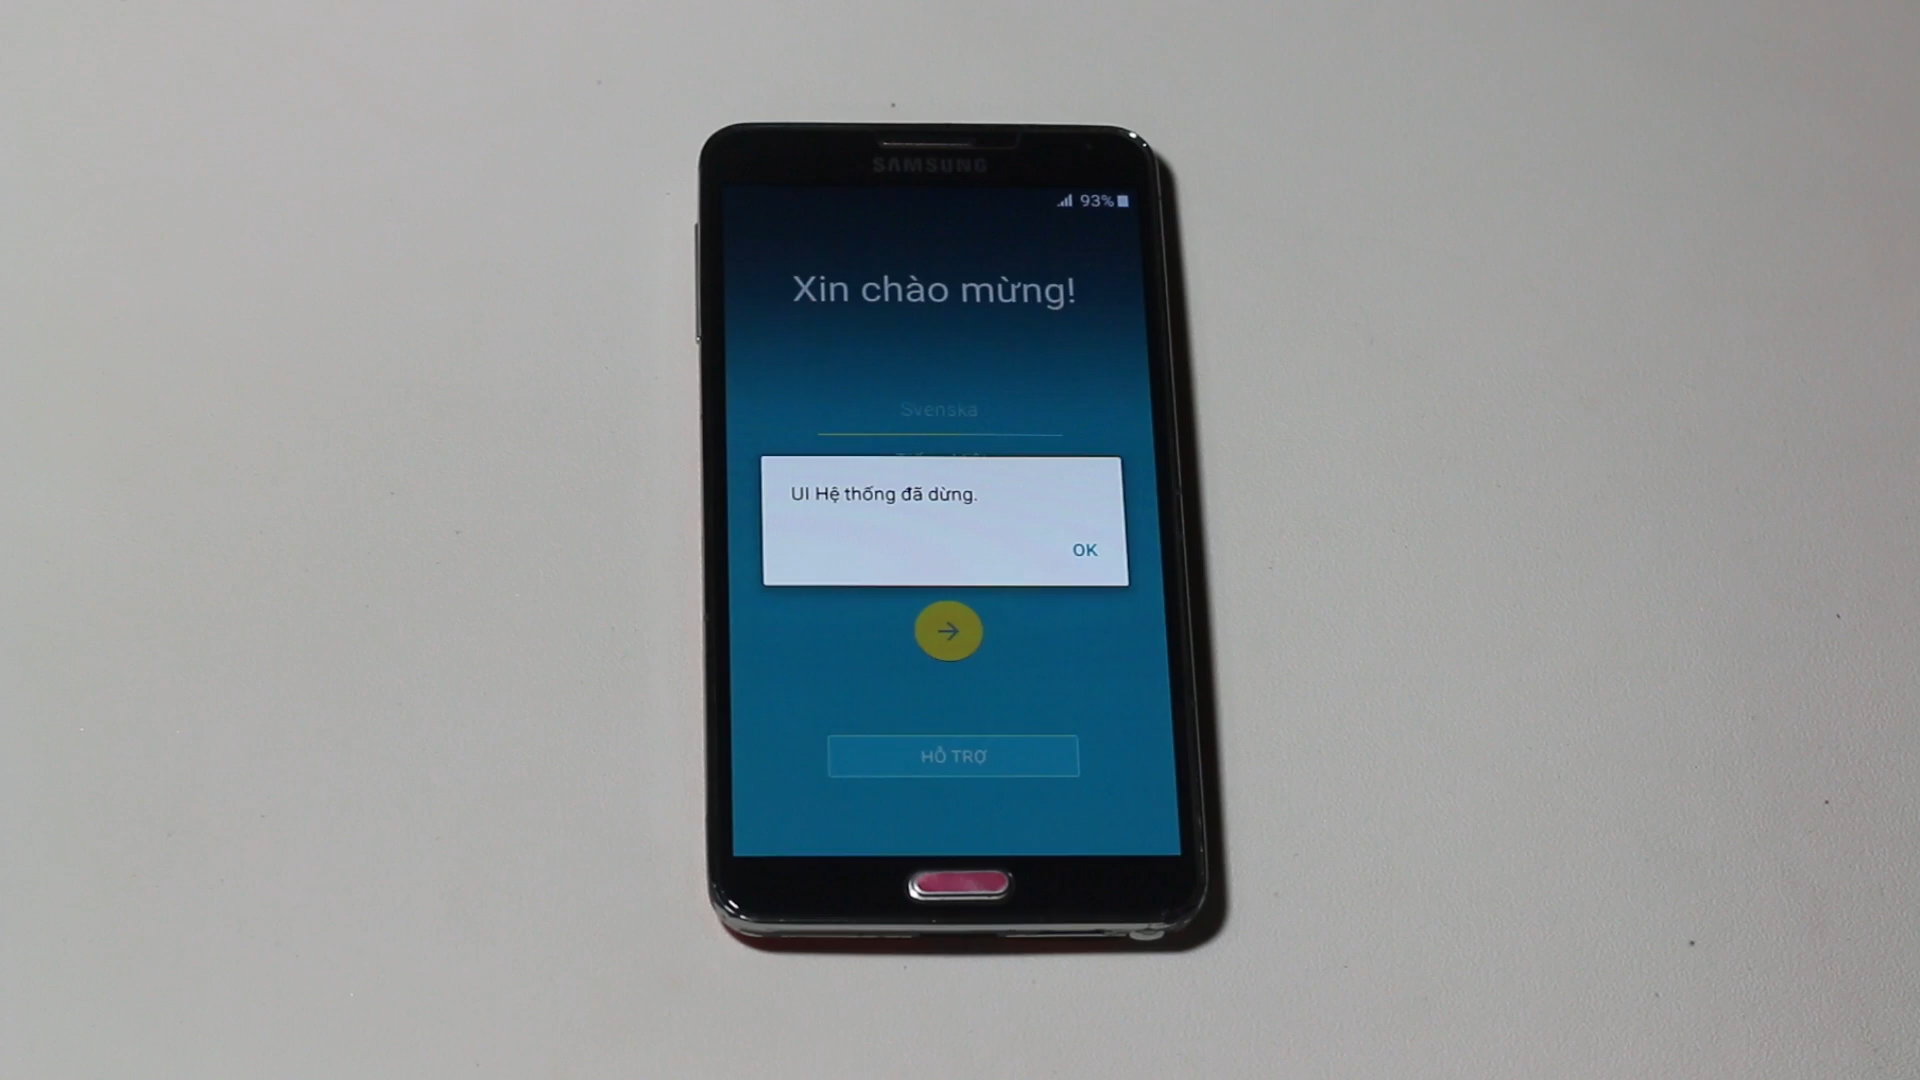 SAMSUNG
93%
Xin chào mừng!
Svenska
UI Hệ thống đã dừng.
OK
HỖ TRỢ